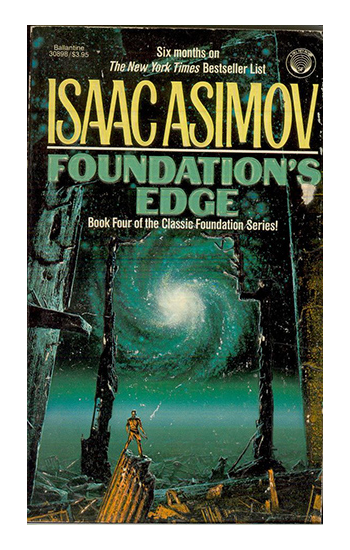 Ballantine
30898/$3.95
Six months on
The New York Times Bestseller List
ISAAC ASIMOV
FOUNDATION'S
EDGE
Book Four of the Classic Foundation Series!